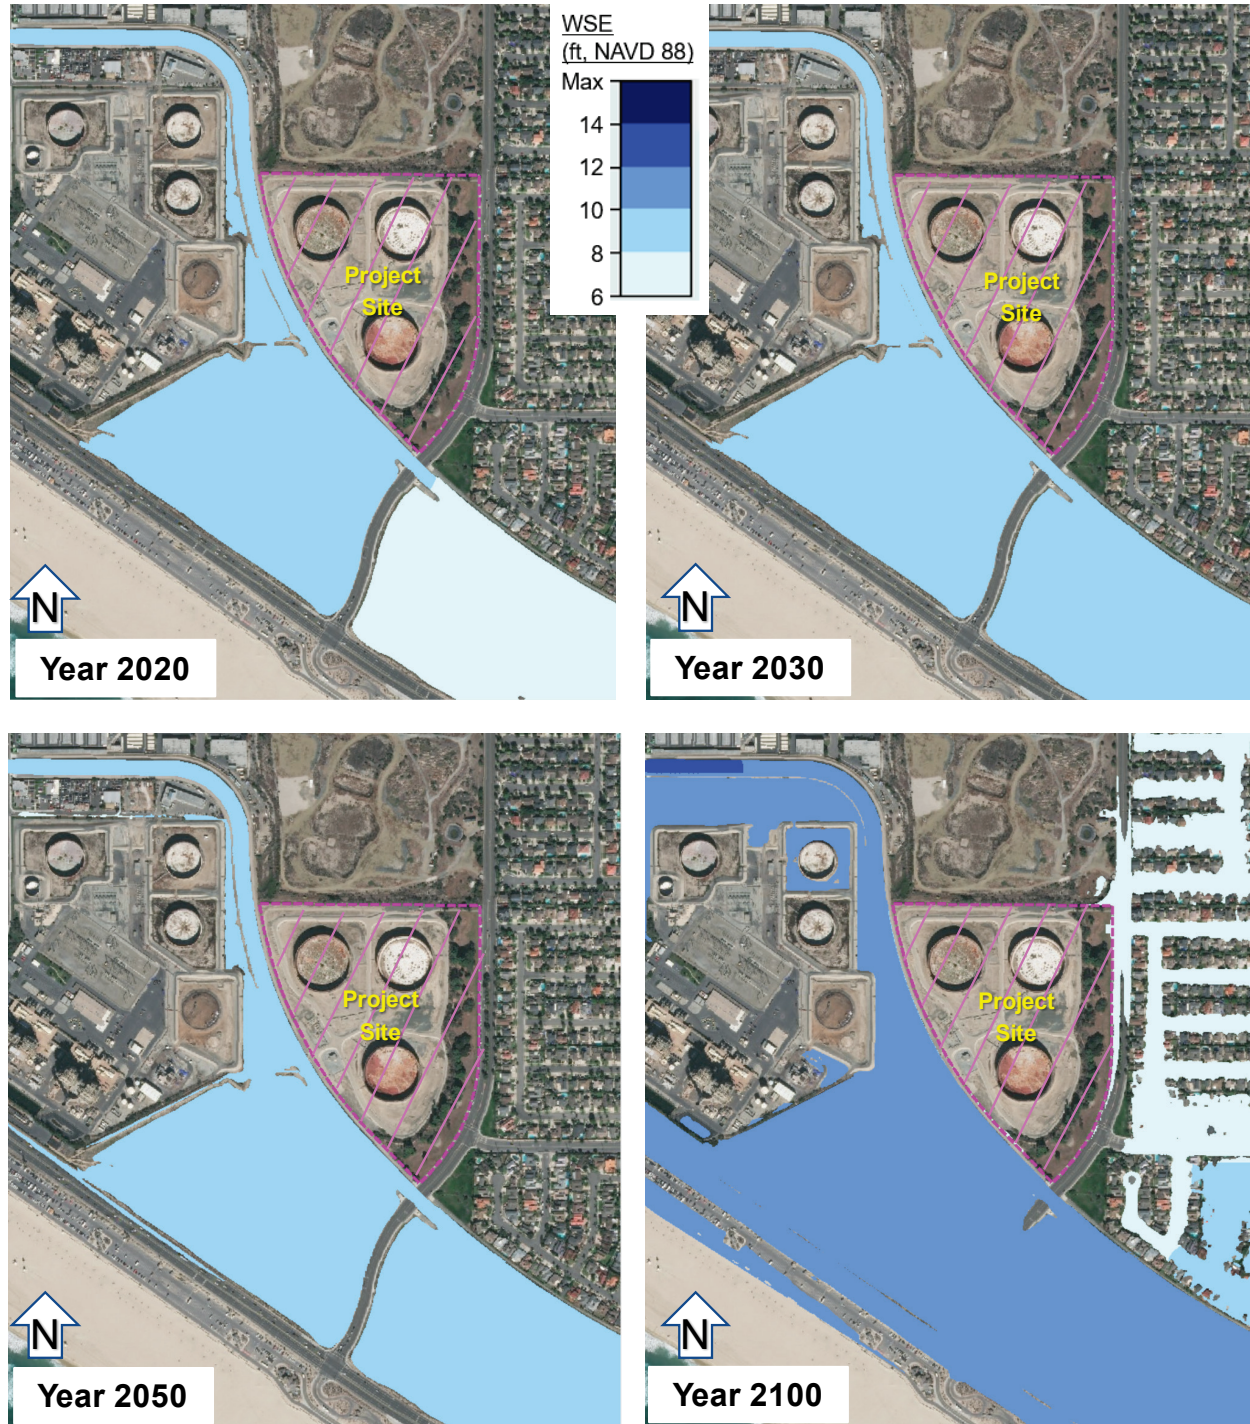 WSE
(ft, NAVD 88)
Max
14
12
10
8
6
Project
Site
N
Year 2020
Project
Site
N
Year 2030
Project
Site
N
Year 2050
Project
Site
N
Year 2100